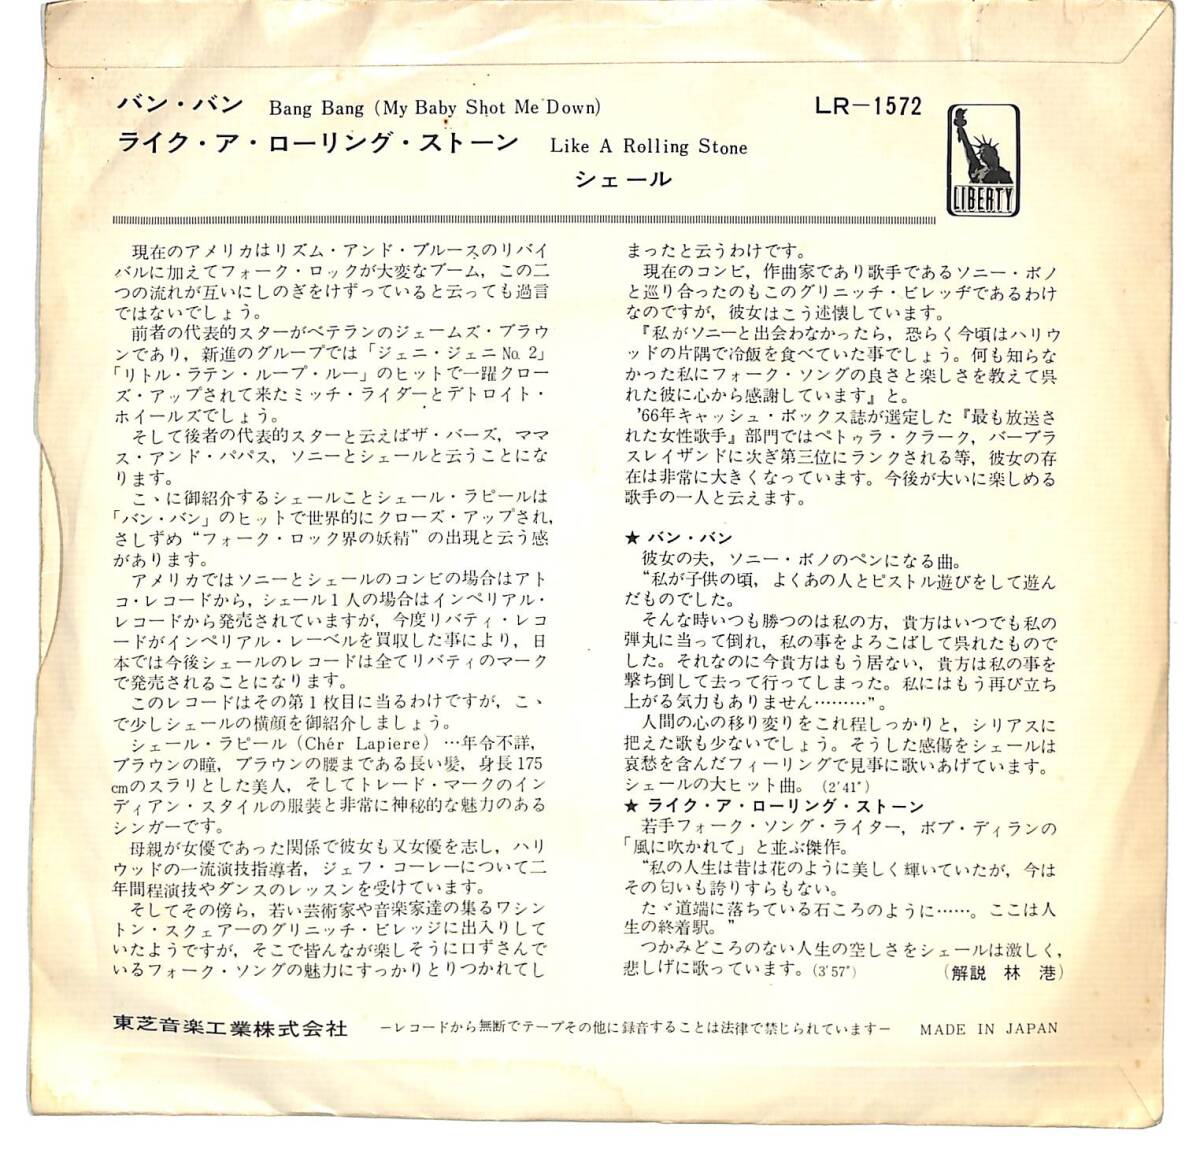 バン・バン Bang Bang (My Baby Shot Me Down)
LR-1572
ライク・ア・ローリング・ストーン Like A Rolling Stone
シェール
LIBERTY
現在のアメリカはリズム・アンド・ブルースのリバイ
バルに加えてフォーク・ロックが大変なブーム，この二
つの流れが互いにしのぎをけずっていると云っても過言
ではないでしょう。
前者の代表的スターがベテランのジェームズ・ブラウ
ンであり，新進のグループでは「ジェニ・ジェニNo.2」
「リトル・ラテン・ループ・ルー」のヒットで一躍クロー
ズ・アップされて来たミッチ・ライダーとデトロイト・
ホイールズでしょう。
そして後者の代表的スターと云えばザ・バーズ，ママ
ス・アンド・パパス，ソニーとシェールと云うことにな
ります。
こゝに御紹介するシェールことシェール・ラピールは
「バン・バン」のヒットで世界的にクローズ・アップされ，
さしずめ“フォーク・ロック界の妖精”の出現と云う感
があります。
アメリカではソニーとシェールのコンビの場合はアト
コ・レコードから，シェール1人の場合はインペリアル・
レコードから発売されていますが，今度リバティ・レコ
ードがインペリアル・レーベルを買収した事により，日
本では今後シェールのレコードは全てリバティのマーク
で発売されることになります。
このレコードはその第1枚目に当るわけですが，こゝ
で少しシェールの横顔を御紹介しましょう。
シェール・ラピール（Chér Lapiere）…年令不詳，
ブラウンの瞳，ブラウンの腰まである長い髪，身長175
cmのスラリとした美人，そしてトレード・マークのイン
ディアン・スタイルの服装と非常に神秘的な魅力のある
シンガーです。
母親が女優であった関係で彼女も又女優を志し，ハリ
ウッドの一流演技指導者，ジェフ・コーレーについて二
年間程演技やダンスのレッスンを受けています。
そしてその傍ら，若い芸術家や音楽家達の集るワシン
トン・スクェアーのグリニッチ・ビレッジに出入りして
いたようですが，そこで皆んなが楽しそうに口ずさんで
いるフォーク・ソングの魅力にすっかりとりつかれてし
まったと云うわけです。
現在のコンビ，作曲家であり歌手であるソニー・ボノ
と巡り合ったのもこのグリニッチ・ビレッヂであるわけ
なのですが，彼女はこう述懐しています。
『私がソニーと出会わなかったら，恐らく今頃はハリウ
ッドの片隅で冷飯を食べていた事でしょう。何も知らな
かった私にフォーク・ソングの良さと楽しさを教えて呉
れた彼に心から感謝しています』と。
'66年キャッシュ・ボックス誌が選定した『最も放送さ
れた女性歌手』部門ではペトゥラ・クラーク，バーブラ
スレイザンドに次ぎ第三位にランクされる等，彼女の存
在は非常に大きくなっています。今後が大いに楽しめる
歌手の一人と云えます。
★ バン・バン
彼女の夫，ソニー・ボノのペンになる曲。
“私が子供の頃，よくあの人とピストル遊びをして遊ん
だものでした。
そんな時いつも勝つのは私の方，貴方はいつでも私の
弾丸に当って倒れ，私の事をよろこばして呉れたもので
した。それなのに今貴方はもう居ない，貴方は私の事を
撃ち倒して去って行ってしまった。私にはもう再び立ち
上がる気力もありません………”。
人間の心の移り変りをこれ程しっかりと，シリアスに
把えた歌も少ないでしょう。そうした感傷をシェールは
哀愁を含んだフィーリングで見事に歌いあげています。
シェールの大ヒット曲。（2'41"）
★ ライク・ア・ローリング・ストーン
若手フォーク・ソング・ライター，ボブ・ディランの
「風に吹かれて」と並ぶ傑作。
“私の人生は昔は花のように美しく輝いていたが，今は
その匂いも誇りすらもない。
たゞ道端に落ちている石ころのように……。ここは人
生の終着駅。”
つかみどころのない人生の空しさをシェールは激しく，
悲しげに歌っています。（3'57"） （解説 林 港）
東芝音楽工業株式会社 −レコードから無断でテープその他に録音することは法律で禁じられています− MADE IN JAPAN